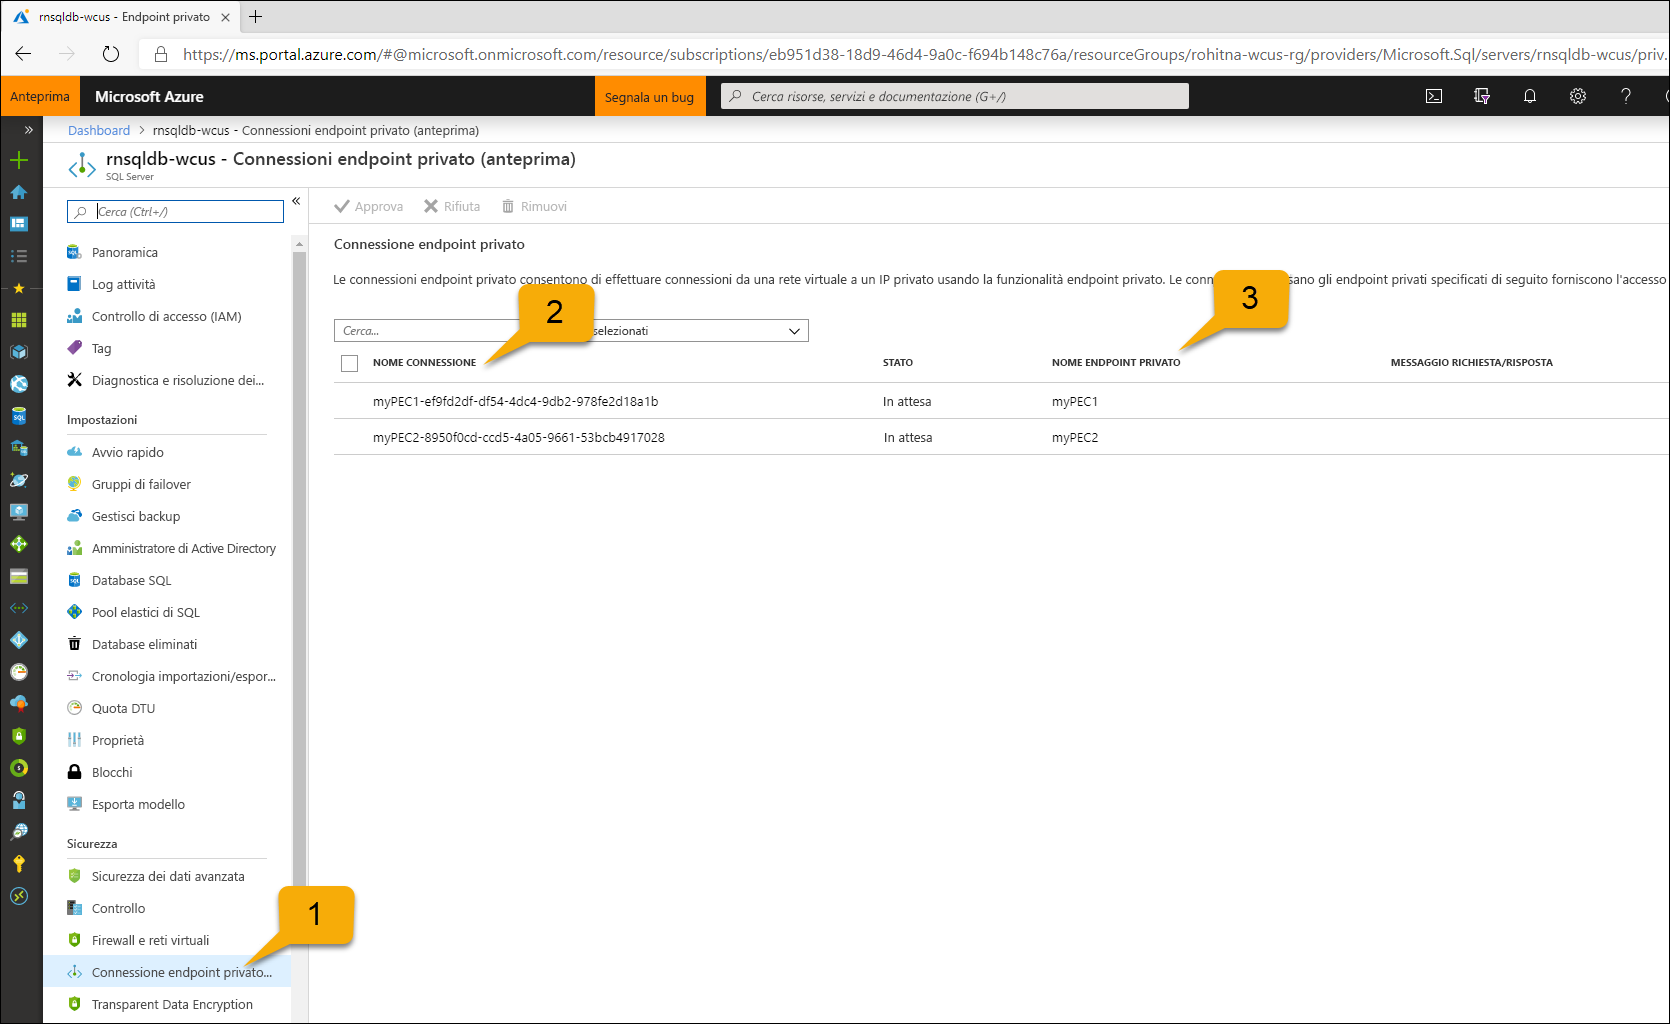 rnsqldb-wcus - Endpoint privato
https://ms.portal.azure.com/#@microsoft.onmicrosoft.com/resource/subscriptions/eb951d38-18d9-46d4-9a0c-f694b148c76a/resourceGroups/rohitna-wcus-rg/providers/Microsoft.Sql/servers/rnsqldb-wcus/priv.
Anteprima
Microsoft Azure
Segnala un bug
Cerca risorse, servizi e documentazione (G+/)
Dashboard > rnsqldb-wcus - Connessioni endpoint privato (anteprima)
rnsqldb-wcus - Connessioni endpoint privato (anteprima)
SQL Server
Cerca (Ctrl+/)
«
Panoramica
Log attività
Controllo di accesso (IAM)
Tag
Diagnostica e risoluzione dei...
Impostazioni
Avvio rapido
Gruppi di failover
Gestisci backup
Amministratore di Active Directory
Database SQL
Pool elastici di SQL
Database eliminati
Cronologia importazioni/espor...
Quota DTU
Proprietà
Blocchi
Esporta modello
Sicurezza
Sicurezza dei dati avanzata
Controllo
Firewall e reti virtuali
Connessione endpoint privato...
Transparent Data Encryption
1
Approva
Rifiuta
Rimuovi
Connessione endpoint privato
Le connessioni endpoint privato consentono di effettuare connessioni da una rete virtuale a un IP privato usando la funzionalità endpoint privato. Le conn sano gli endpoint privati specificati di seguito forniscono l'accesso
2
3
Cerca...
selezionati
NOME CONNESSIONE STATO NOME ENDPOINT PRIVATO MESSAGGIO RICHIESTA/RISPOSTA
myPEC1-ef9fd2df-df54-4dc4-9db2-978fe2d18a1b In attesa myPEC1
myPEC2-8950f0cd-ccd5-4a05-9661-53bcb4917028 In attesa myPEC2